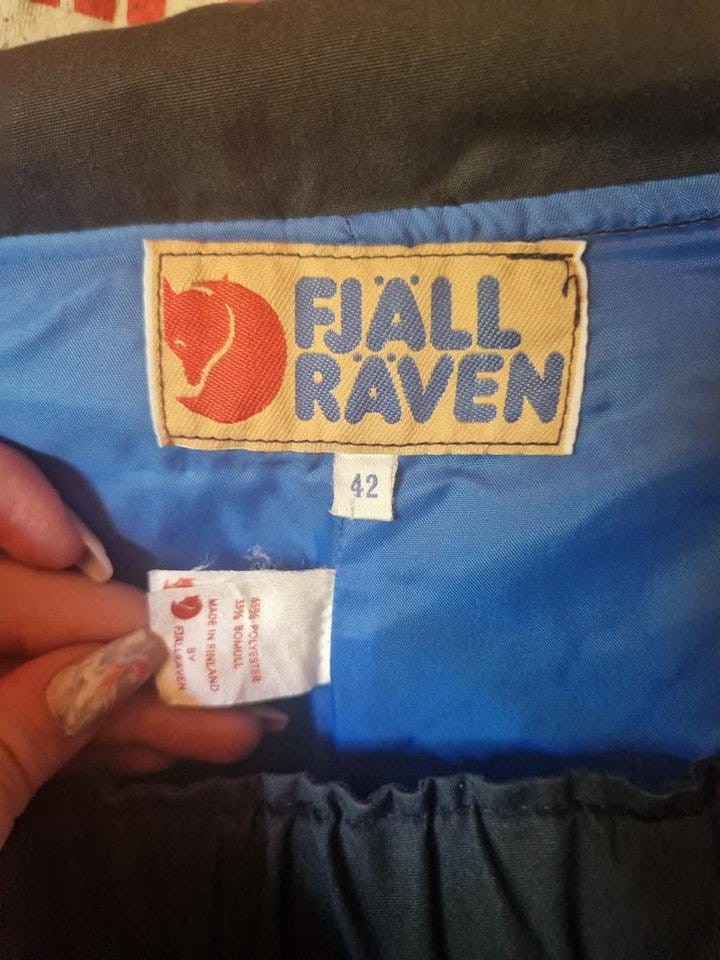 FJÄLL
RÄVEN
42
65% POLYESTER
35% BOMULL
MADE IN FINLAND
BY
FJÄLLRÄVEN